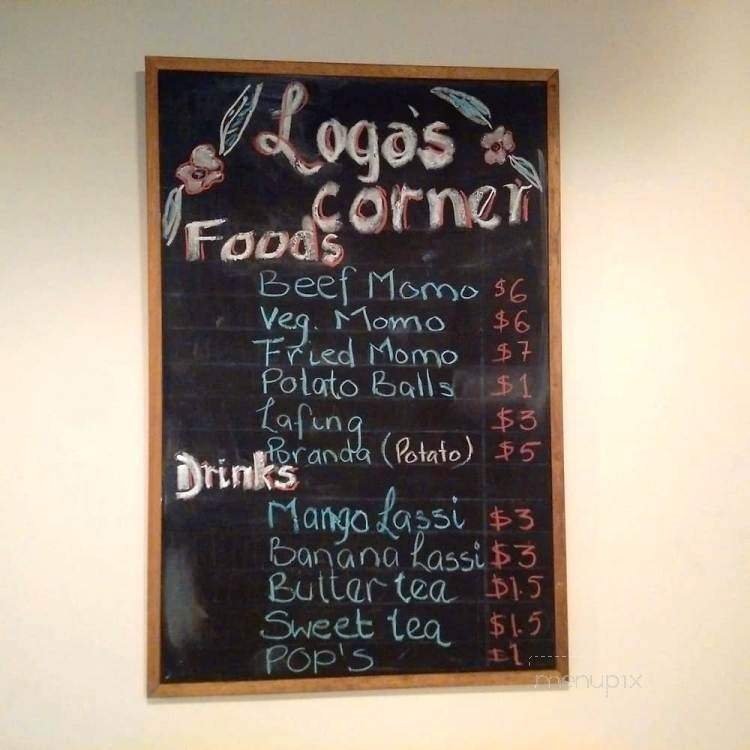 Loga's
corner
Foods
Beef Momo $6
Veg. Momo $6
Fried Momo $7
Potato Balls $1
Lafing $3
Poranda (Potato) $5
Drinks
Mango Lassi $3
Banana Lassi $3
Butter tea $1.5
Sweet tea $1.5
POP'S $1
menupix